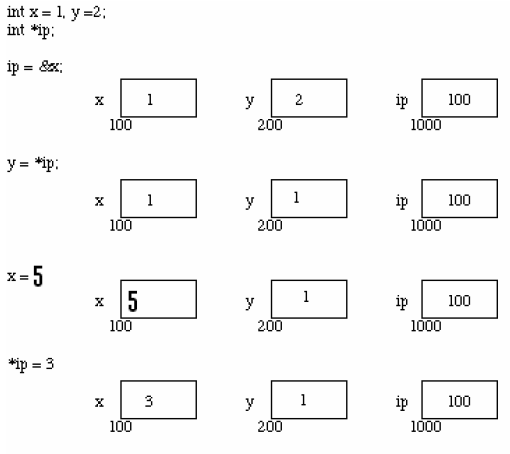 int x = 1, y =2;
int *ip;
ip = &x;
x 1 y 2 ip 100
100 200 1000
y = *ip;
x 1 y 1 ip 100
100 200 1000
x = 5
x 5 y 1 ip 100
100 200 1000
*ip = 3
x 3 y 1 ip 100
100 200 1000